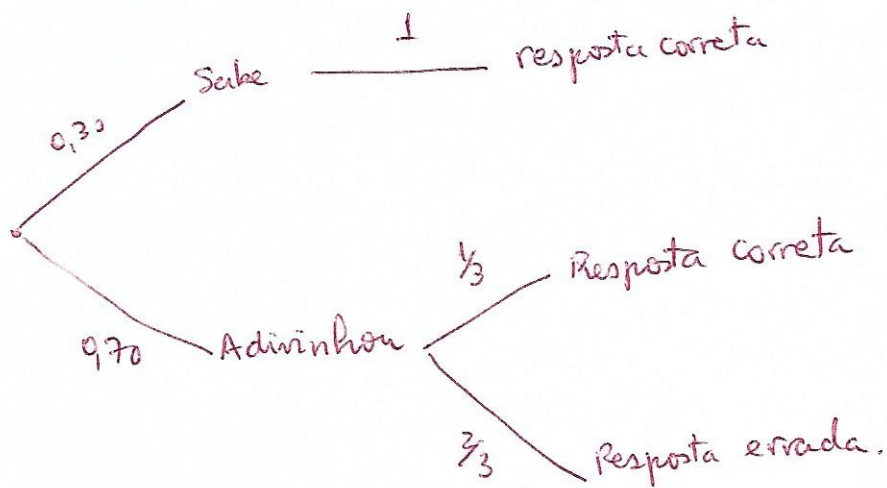 1
Sabe
resposta correta
0,30
1/3
Resposta correta
0,70
Adivinhou
2/3
Resposta errada.